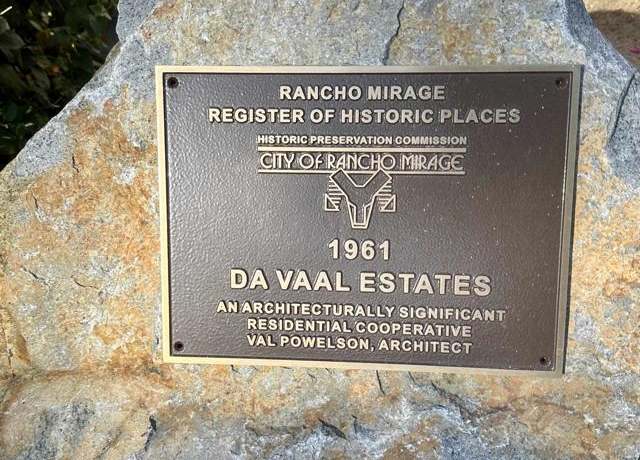 RANCHO MIRAGE
REGISTER OF HISTORIC PLACES
HISTORIC PRESERVATION COMMISSION
CITY OF RANCHO MIRAGE
1961
DA VAAL ESTATES
AN ARCHITECTURALLY SIGNIFICANT
RESIDENTIAL COOPERATIVE
VAL POWELSON, ARCHITECT